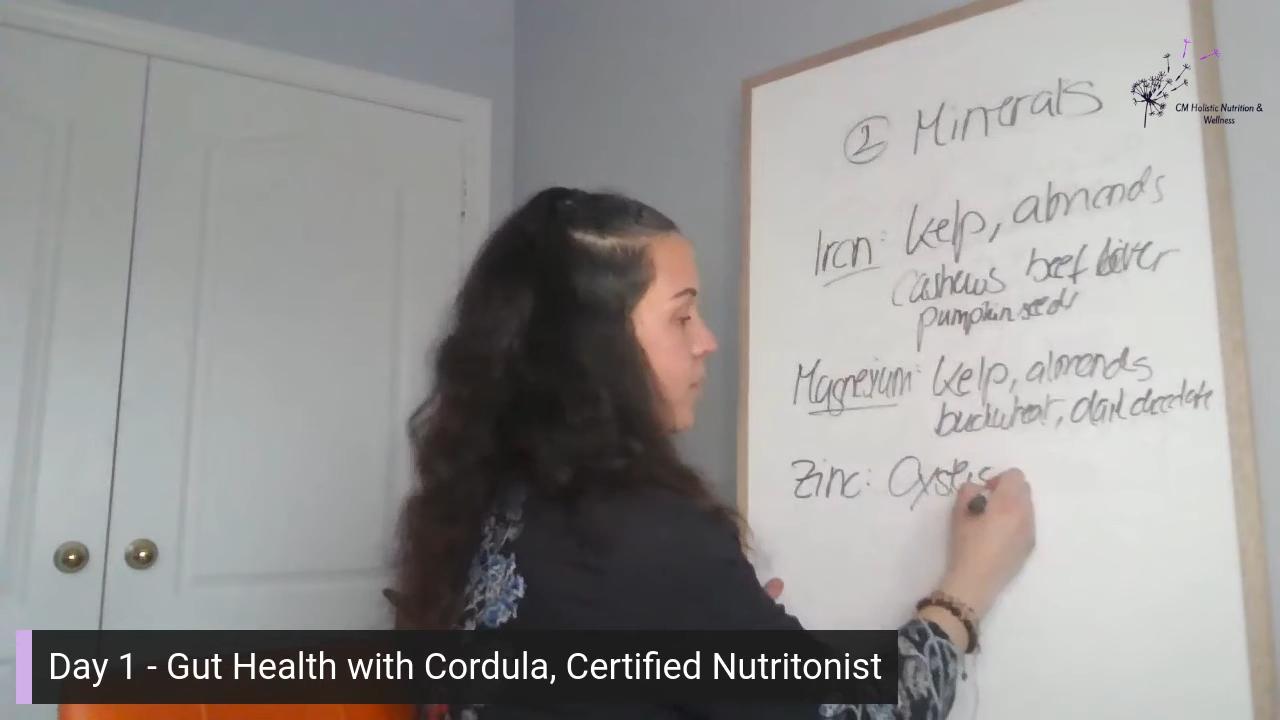 ② Minerals
CM Holistic Nutrition &
Wellness
Iron: kelp, almonds
Cashews beef liver
pumpkin seeds
Magnesium: kelp, almonds
buckwheat, dark chocolate
Zinc: Oysters
Day 1 - Gut Health with Cordula, Certified Nutritonist